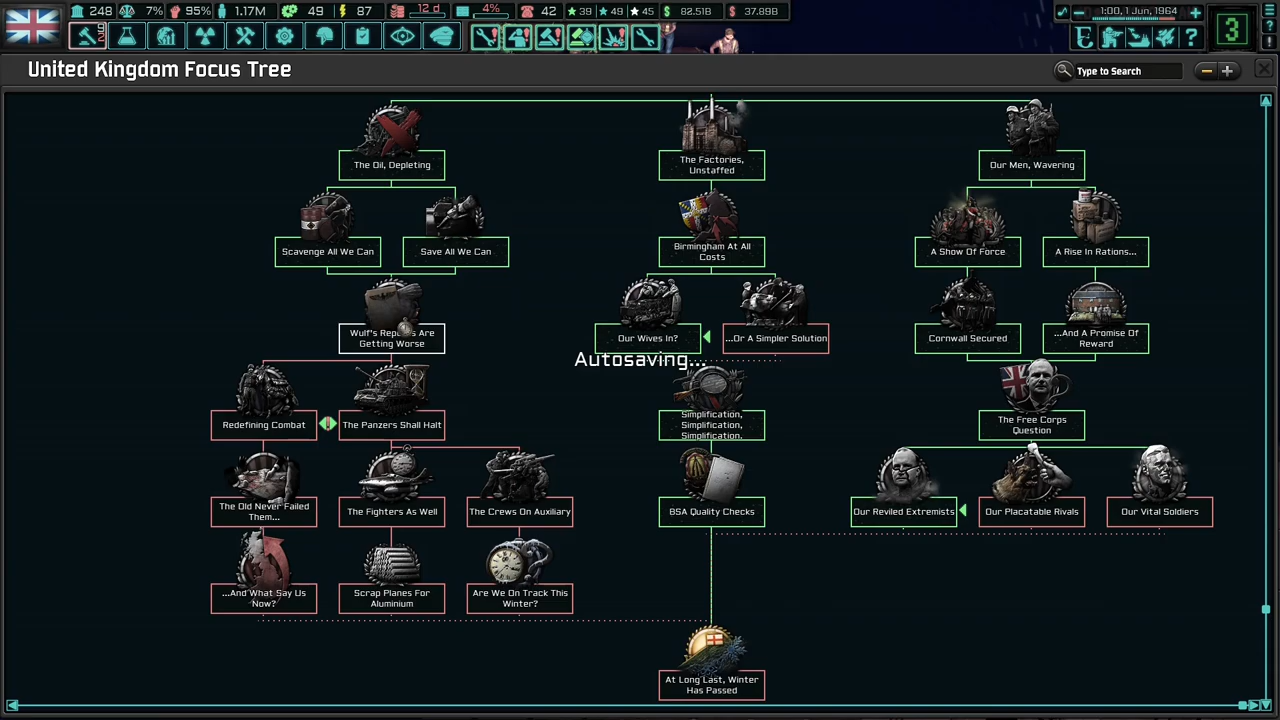 248 7% 95% 1.17M 49 87 12 d 4% 42 39 49 45 $ 82.51B $ 37.89B 1:00, 1 Jun, 1964 3
United Kingdom Focus Tree
Type to Search
The Oil, Depleting
The Factories,
Unstaffed
Our Men, Wavering
Scavenge All We Can
Save All We Can
Birmingham At All
Costs
A Show Of Force
A Rise In Rations...
Wulf's Reports Are
Getting Worse
Our Wives In?
...Or A Simpler Solution
Cornwall Secured
...And A Promise Of
Reward
Autosaving...
Redefining Combat
The Panzers Shall Halt
Simplification,
Simplification,
Simplification.
The Free Corps
Question
The Old Never Failed
Them...
The Fighters As Well
The Crews On Auxiliary
BSA Quality Checks
Our Reviled Extremists
Our Placatable Rivals
Our Vital Soldiers
...And What Say Us
Now?
Scrap Planes For
Aluminium
Are We On Track This
Winter?
At Long Last, Winter
Has Passed